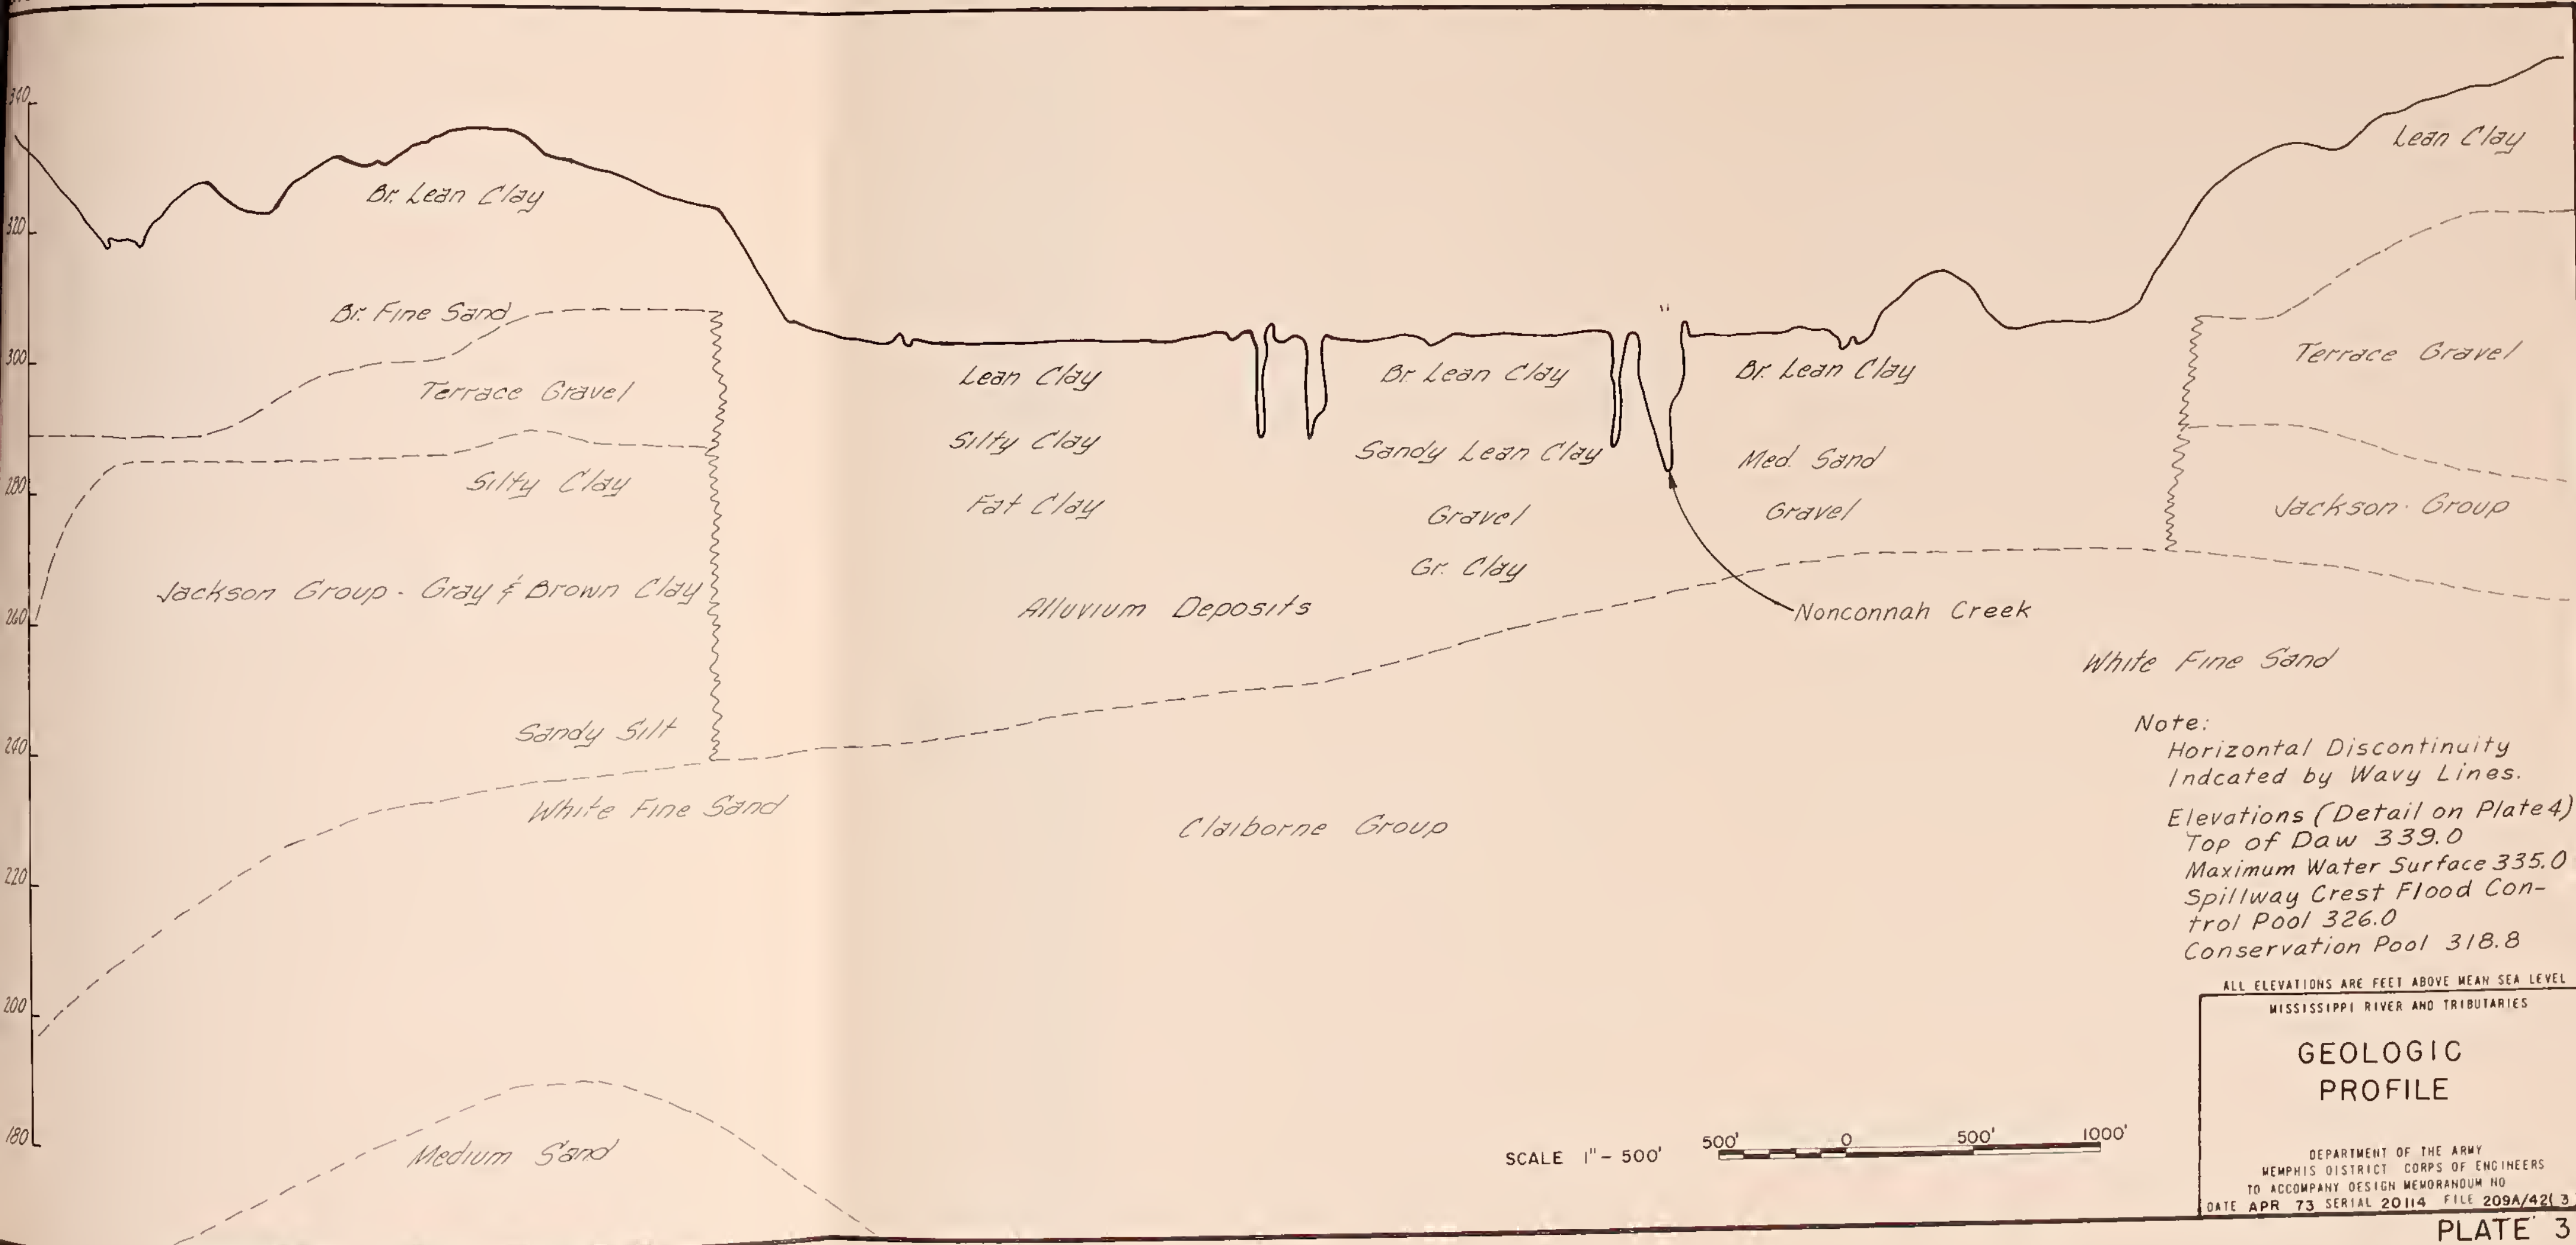 340
320
300
280
260
240
220
200
180
Br. Lean Clay
Br. Fine Sand
Terrace Gravel
Silty Clay
Jackson Group - Gray & Brown Clay
Sandy Silt
White Fine Sand
Medium Sand
Lean Clay
Silty Clay
Fat Clay
Alluvium Deposits
Claiborne Group
Br Lean Clay
Sandy Lean Clay
Gravel
Gr. Clay
Br. Lean Clay
Med. Sand
Gravel
Nonconnah Creek
Lean Clay
Terrace Gravel
Jackson Group
White Fine Sand
Note:
Horizontal Discontinuity
Indcated by Wavy Lines.
Elevations (Detail on Plate 4)
Top of Daw 339.0
Maximum Water Surface 335.0
Spillway Crest Flood Con-
trol Pool 326.0
Conservation Pool 318.8
ALL ELEVATIONS ARE FEET ABOVE MEAN SEA LEVEL
SCALE 1" - 500'
500' 0 500' 1000'
MISSISSIPPI RIVER AND TRIBUTARIES
GEOLOGIC
PROFILE
DEPARTMENT OF THE ARMY
MEMPHIS DISTRICT CORPS OF ENGINEERS
TO ACCOMPANY DESIGN MEMORANDUM NO
DATE APR 73 SERIAL 20114 FILE 209A/42(3
PLATE 3